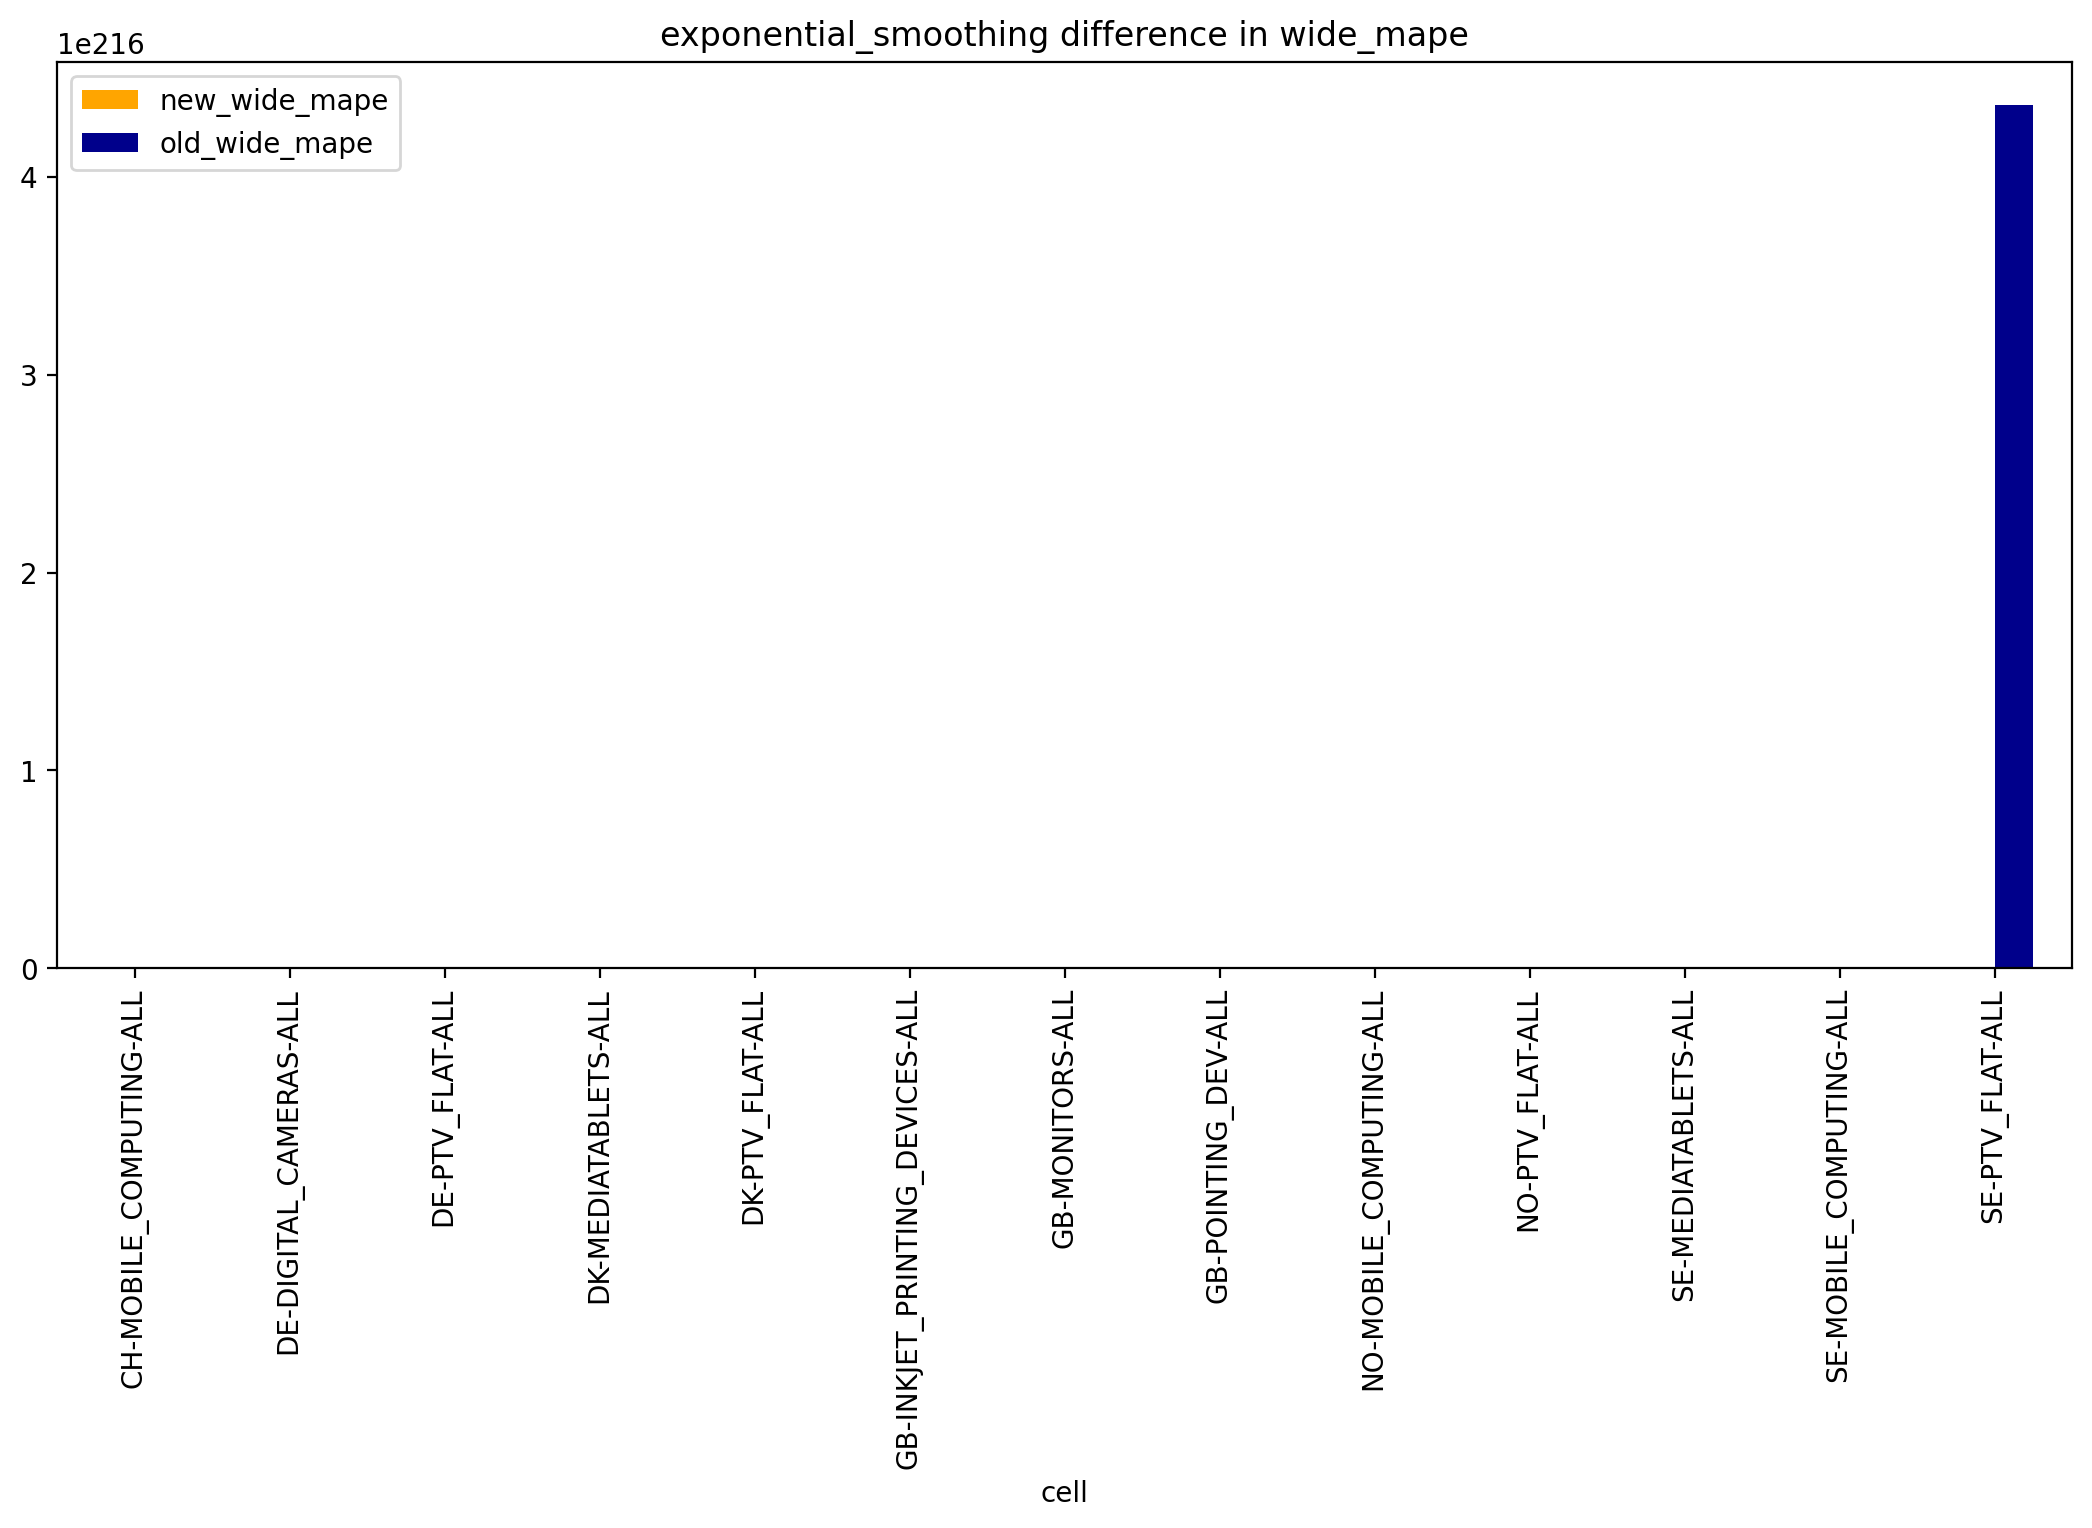 exponential_smoothing difference in wide_mape
1e216
new_wide_mape
old_wide_mape
4
3
2
1
0
CH-MOBILE_COMPUTING-ALL
DE-DIGITAL_CAMERAS-ALL
DE-PTV_FLAT-ALL
DK-MEDIATABLETS-ALL
DK-PTV_FLAT-ALL
GB-INKJET_PRINTING_DEVICES-ALL
GB-MONITORS-ALL
GB-POINTING_DEV-ALL
NO-MOBILE_COMPUTING-ALL
NO-PTV_FLAT-ALL
SE-MEDIATABLETS-ALL
SE-MOBILE_COMPUTING-ALL
SE-PTV_FLAT-ALL
cell